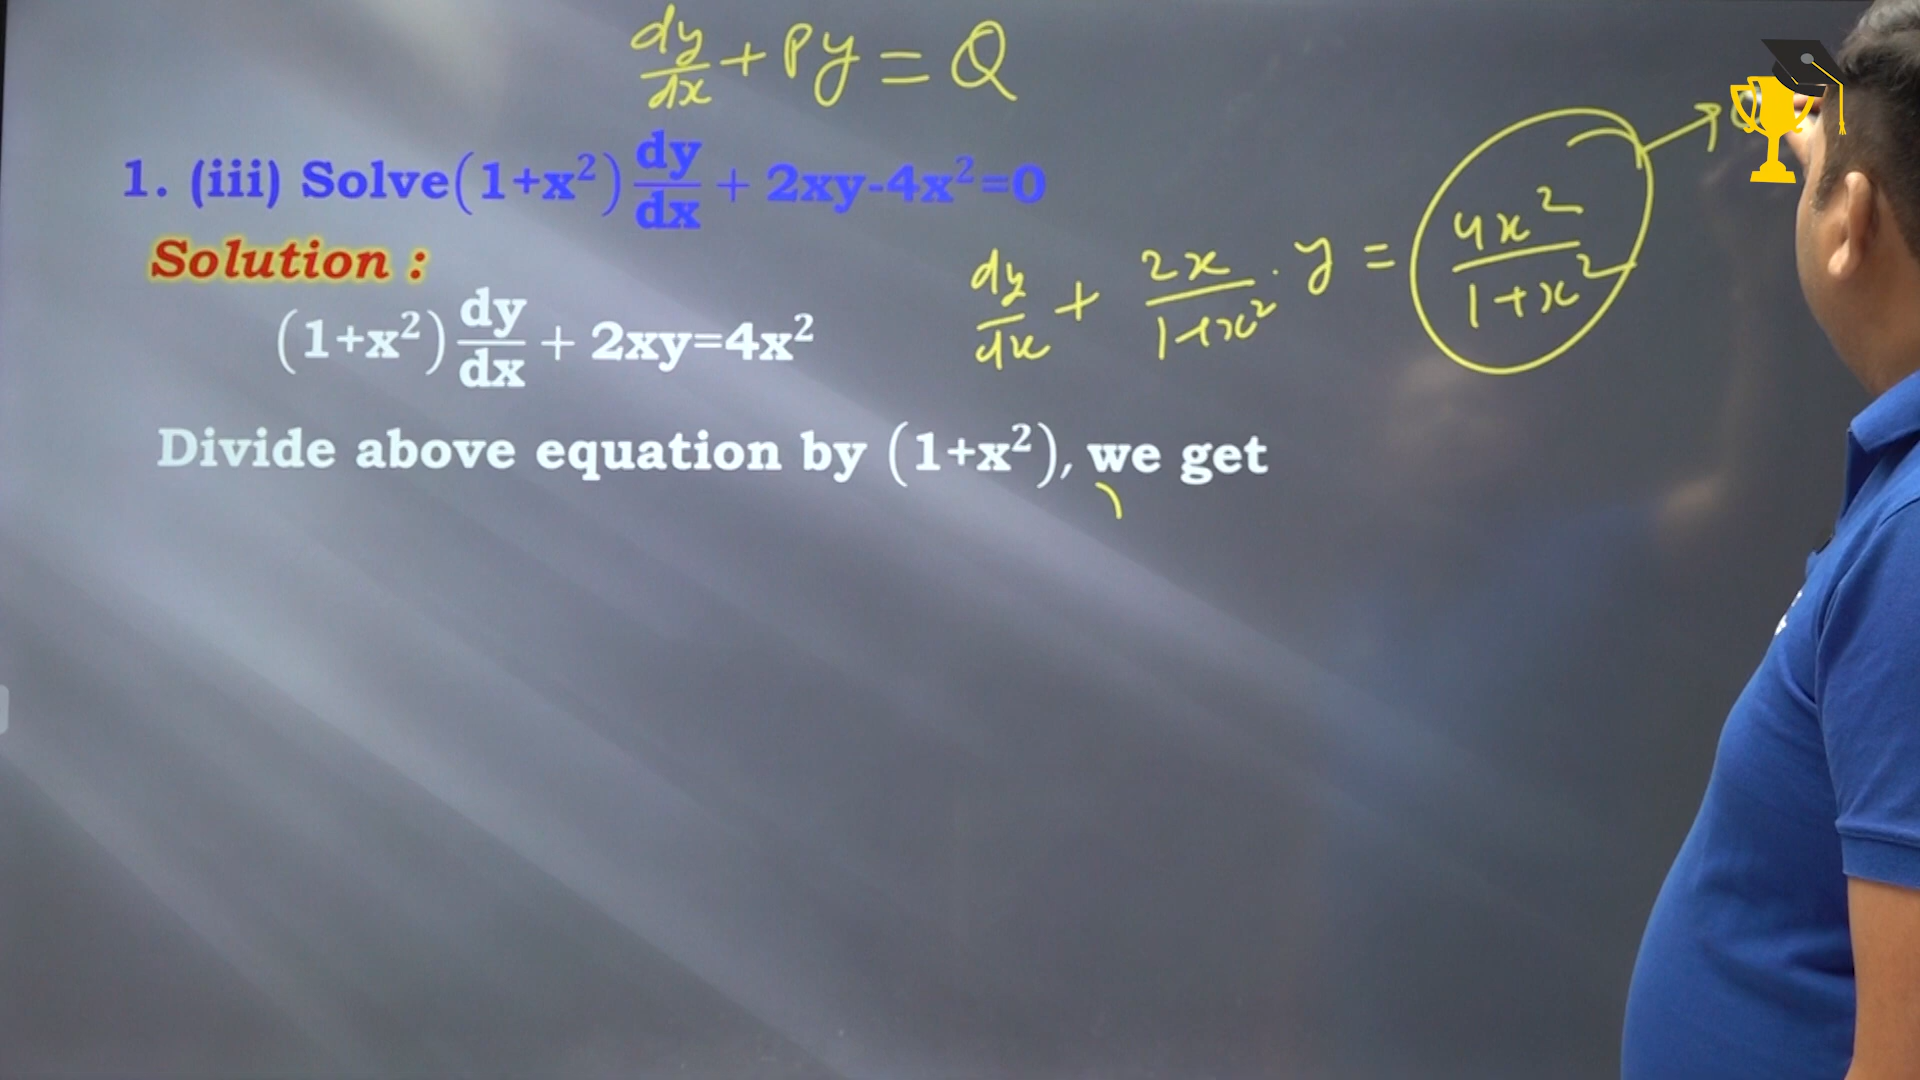 dy/dx + Py = Q
1. (iii) Solve(1+x²) dy/dx + 2xy-4x²=0
Solution :
(1+x²) dy/dx + 2xy=4x²
dy/dx + 2x/1+x² . y = 4x²/1+x² →
Divide above equation by (1+x²), we get